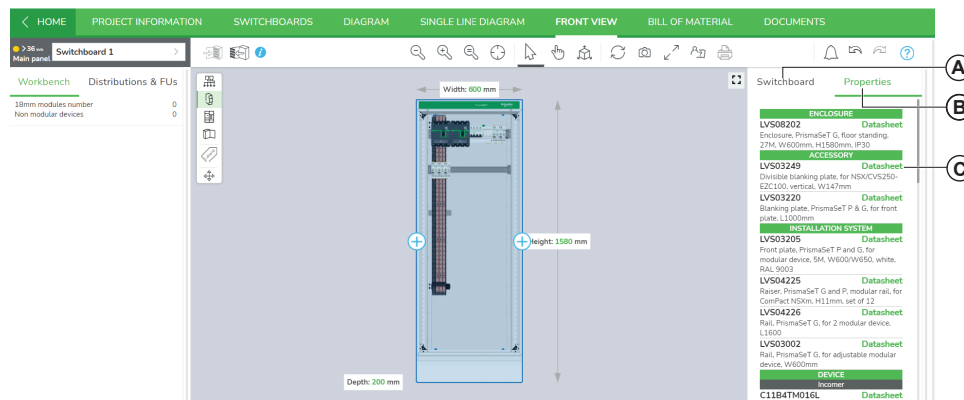 HOME PROJECT INFORMATION SWITCHBOARDS DIAGRAM SINGLE LINE DIAGRAM FRONT VIEW BILL OF MATERIAL DOCUMENTS
> 36 mm
Main panel
Switchboard 1
Workbench Distributions & FUs
18mm modules number 0
Non modular devices 0
Width: 600 mm
Height: 1580 mm
Depth: 200 mm
Switchboard Properties
A
B
ENCLOSURE
LVS08202 Datasheet
Enclosure, PrismaSeT G, floor standing,
27M, W600mm, H1580mm, IP30
ACCESSORY
LVS03249 Datasheet
C
Divisible blanking plate, for NSX/CVS250-
EZC100, vertical, W147mm
LVS03220 Datasheet
Blanking plate, PrismaSeT P & G, for front
plate, L1000mm
INSTALLATION SYSTEM
LVS03205 Datasheet
Front plate, PrismaSeT P and G, for
modular device, 5M, W600/W650, white,
RAL 9003
LVS04225 Datasheet
Raiser, PrismaSeT G and P, modular rail, for
ComPact NSXm, H11mm, set of 12
LVS04226 Datasheet
Rail, PrismaSeT G, for 2 modular device,
L1600
LVS03002 Datasheet
Rail, PrismaSeT G, for adjustable modular
device, W600mm
DEVICE
Incomer
C11B4TM016L Datasheet